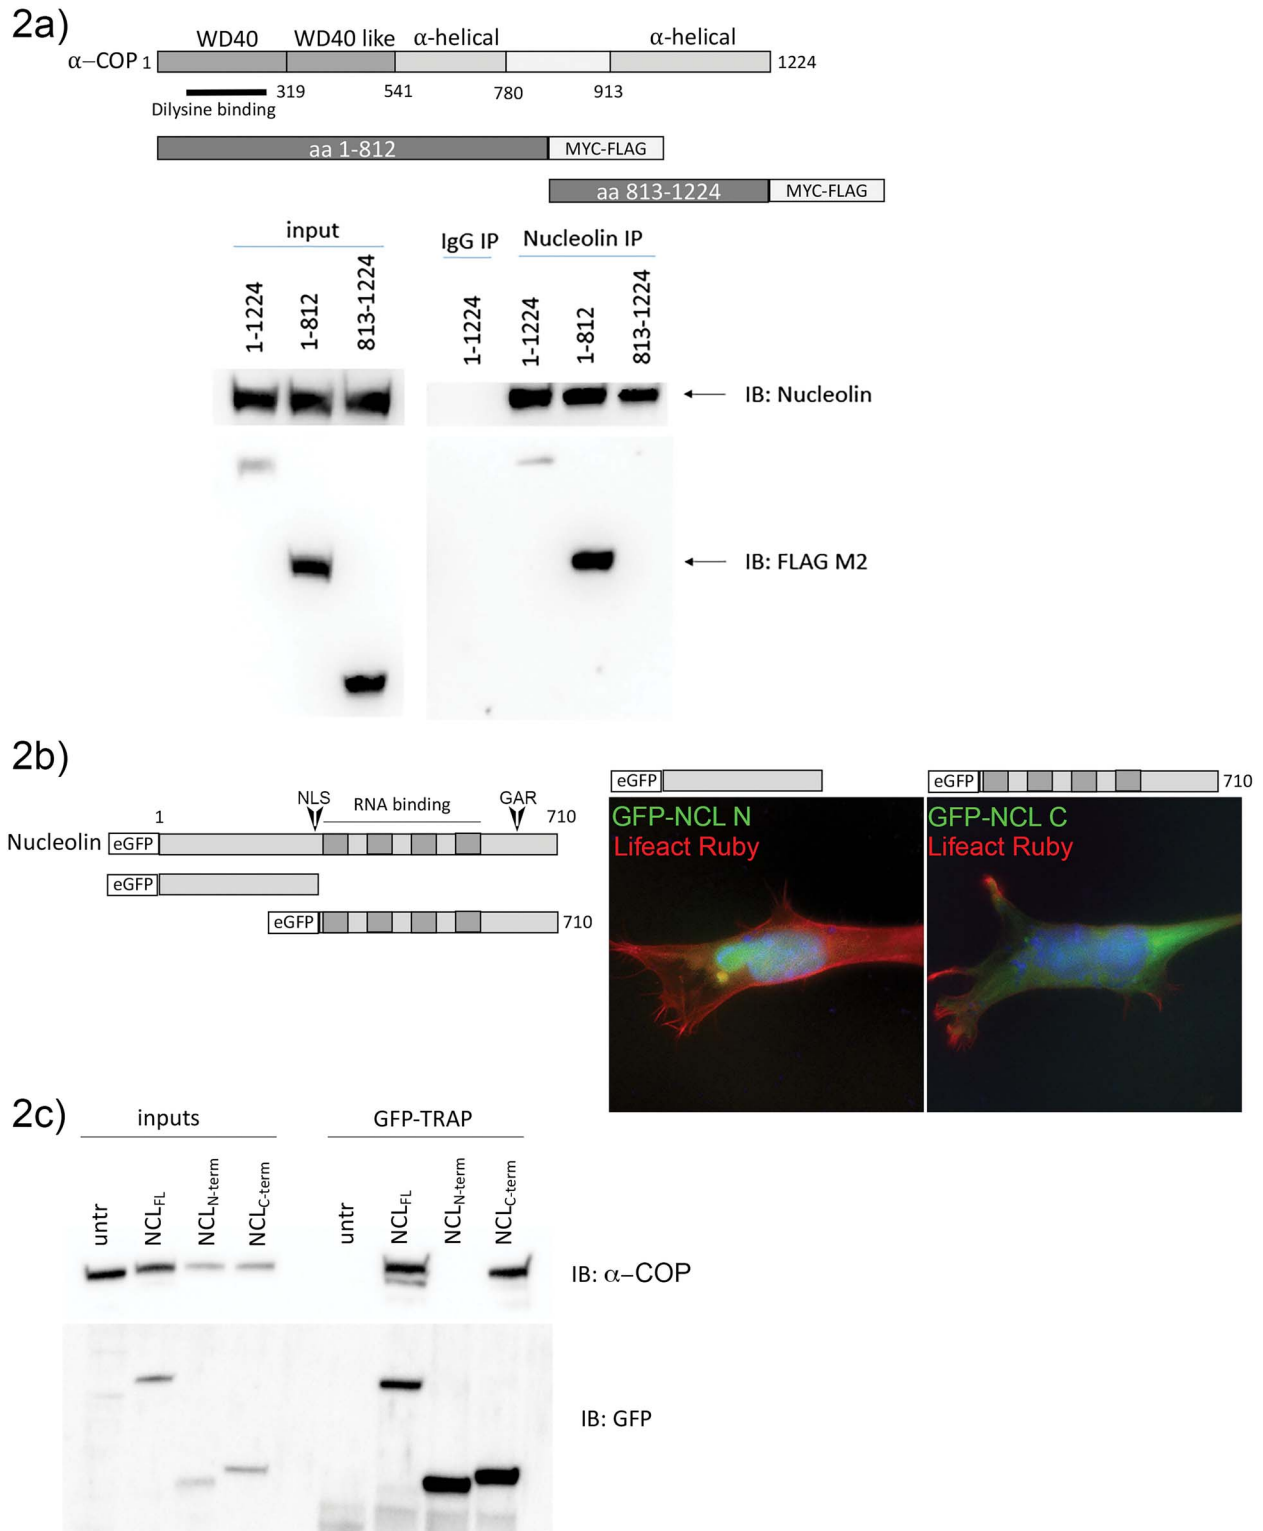 2a)
WD40 WD40 like α-helical α-helical
α−COP 1 1224
319 541 780 913
Dilysine binding
aa 1-812 MYC-FLAG
aa 813-1224 MYC-FLAG
input IgG IP Nucleolin IP
1-1224 1-812 813-1224 1-1224 1-1224 1-812 813-1224
IB: Nucleolin
IB: FLAG M2
2b)
1 NLS RNA binding GAR 710
Nucleolin eGFP
eGFP
eGFP 710
eGFP eGFP 710
GFP-NCL N GFP-NCL C
Lifeact Ruby Lifeact Ruby
2c)
inputs GFP-TRAP
untr NCLFL NCLN-term NCLC-term untr NCLFL NCLN-term NCLC-term
IB: α−COP
IB: GFP